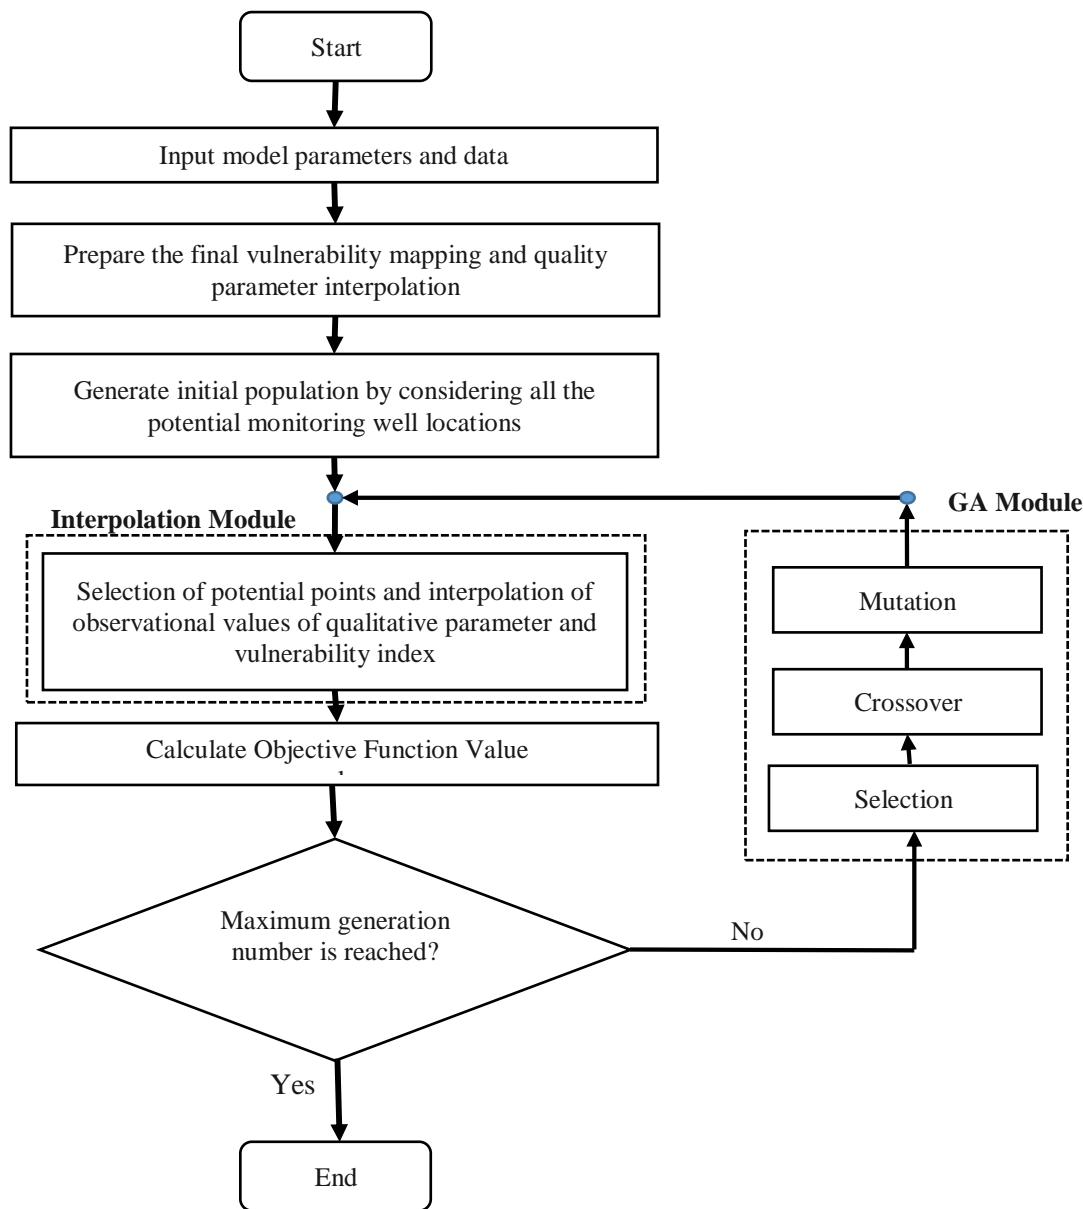 Start
Input model parameters and data
Prepare the final vulnerability mapping and quality
parameter interpolation
Generate initial population by considering all the
potential monitoring well locations
Interpolation Module
Selection of potential points and interpolation of
observational values of qualitative parameter and
vulnerability index
Calculate Objective Function Value
Maximum generation
number is reached?
No
Yes
End
GA Module
Mutation
Crossover
Selection